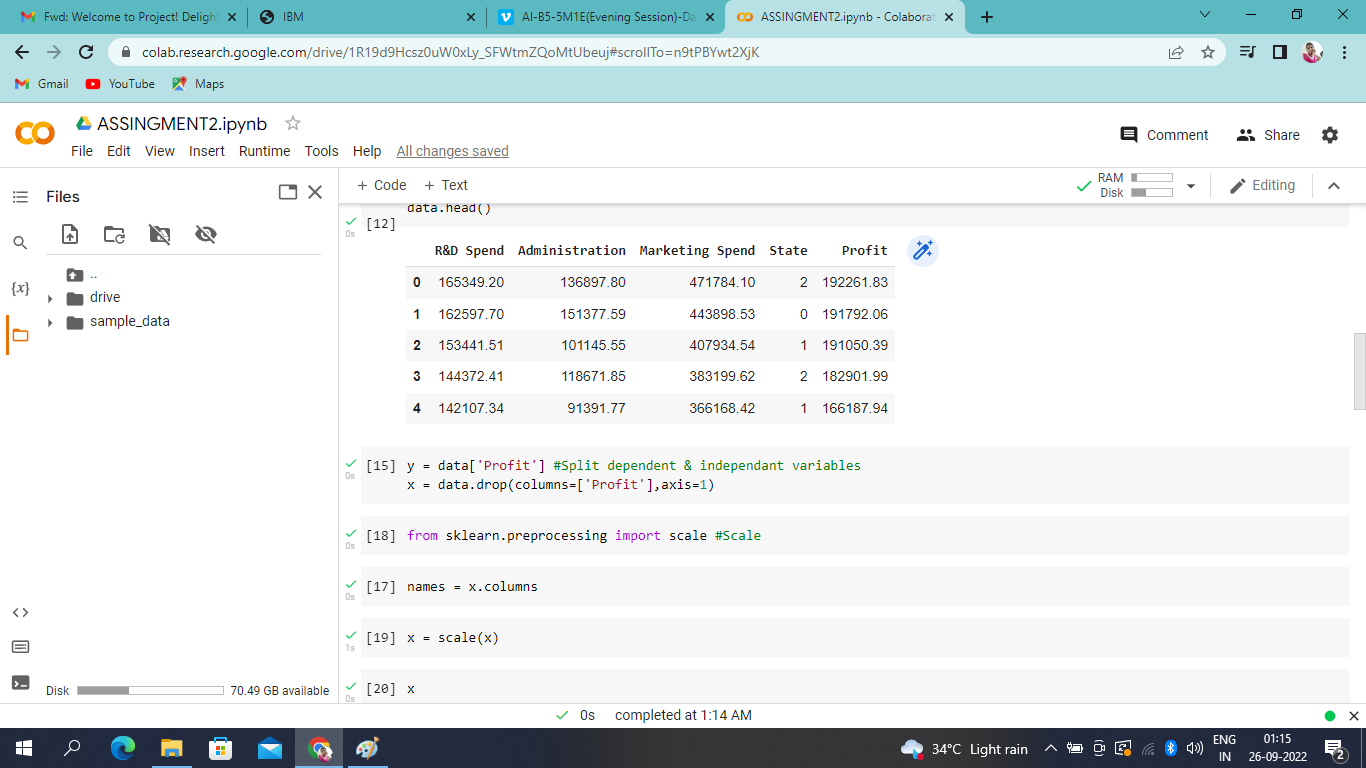 Fwd: Welcome to Project! Deligh
IBM
AI-B5-5M1E(Evening Session)-Da
ASSINGMENT2.ipynb - Colaborat
colab.research.google.com/drive/1R19d9Hcsz0uW0xLy_SFWtmZQoMtUbeuj#scrollTo=n9tPBYwt2XjK
Gmail YouTube Maps
ASSINGMENT2.ipynb
File Edit View Insert Runtime Tools Help All changes saved
Comment Share
Files
..
drive
sample_data
{x}
Disk 70.49 GB available
+ Code + Text
RAM
Disk
Editing
data.head()
[12]
0s
R&D Spend Administration Marketing Spend State Profit
0 165349.20 136897.80 471784.10 2 192261.83
1 162597.70 151377.59 443898.53 0 191792.06
2 153441.51 101145.55 407934.54 1 191050.39
3 144372.41 118671.85 383199.62 2 182901.99
4 142107.34 91391.77 366168.42 1 166187.94
[15] y = data['Profit'] #Split dependent & independant variables
0s
x = data.drop(columns=['Profit'],axis=1)
[18] from sklearn.preprocessing import scale #Scale
0s
[17] names = x.columns
0s
[19] x = scale(x)
1s
[20] x
0s
0s completed at 1:14 AM
34°C Light rain
ENG
IN
01:15
26-09-2022
2